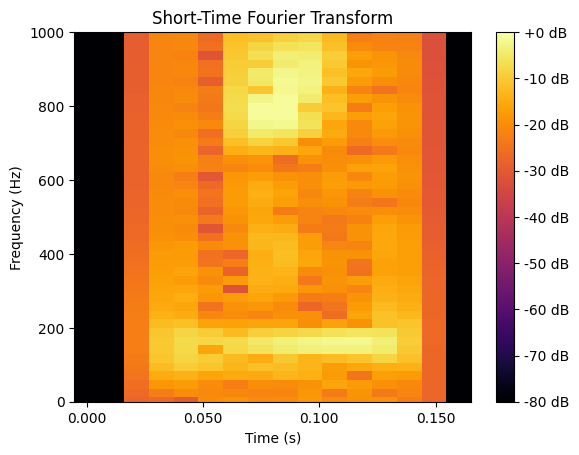 Short-Time Fourier Transform
1000
800
600
400
200
0
Frequency (Hz)
0.000
0.050
0.100
0.150
Time (s)
+0 dB
-10 dB
-20 dB
-30 dB
-40 dB
-50 dB
-60 dB
-70 dB
-80 dB